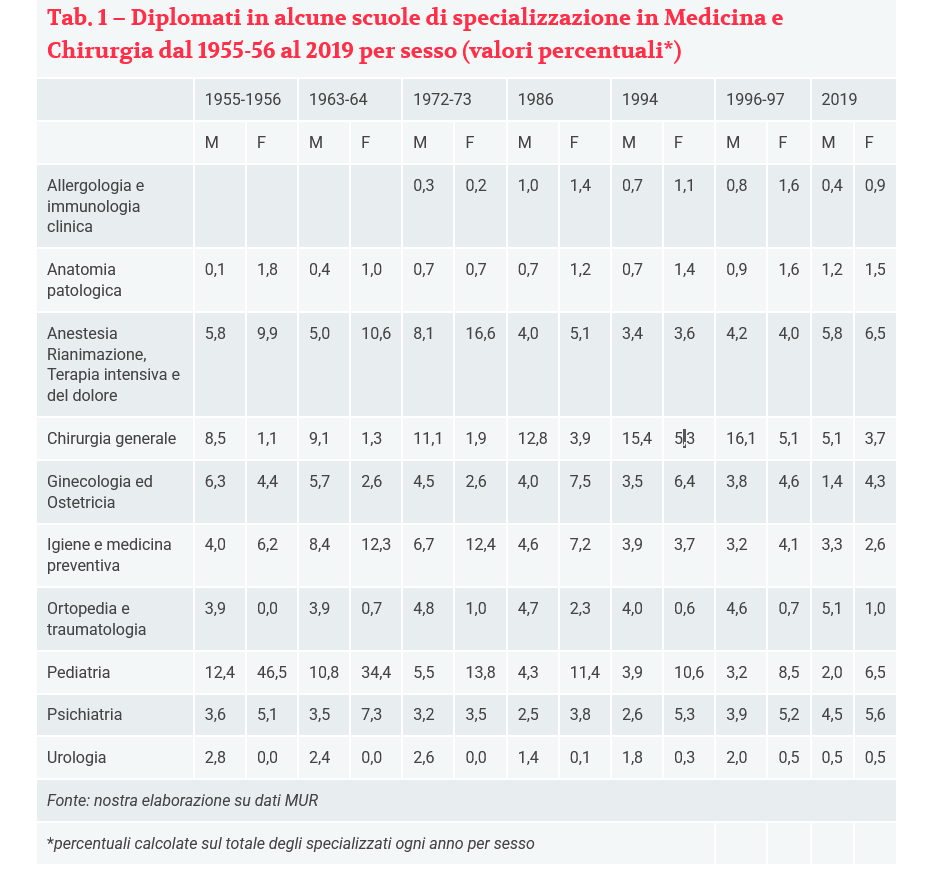 Tab. 1 – Diplomati in alcune scuole di specializzazione in Medicina e
Chirurgia dal 1955-56 al 2019 per sesso (valori percentuali*)
1955-1956 1963-64 1972-73 1986 1994 1996-97 2019
M F M F M F M F M F M F M F
Allergologia e
immunologia
clinica
0,3 0,2 1,0 1,4 0,7 1,1 0,8 1,6 0,4 0,9
Anatomia
patologica
0,1 1,8 0,4 1,0 0,7 0,7 0,7 1,2 0,7 1,4 0,9 1,6 1,2 1,5
Anestesia
Rianimazione,
Terapia intensiva e
del dolore
5,8 9,9 5,0 10,6 8,1 16,6 4,0 5,1 3,4 3,6 4,2 4,0 5,8 6,5
Chirurgia generale 8,5 1,1 9,1 1,3 11,1 1,9 12,8 3,9 15,4 5,3 16,1 5,1 5,1 3,7
Ginecologia ed
Ostetricia
6,3 4,4 5,7 2,6 4,5 2,6 4,0 7,5 3,5 6,4 3,8 4,6 1,4 4,3
Igiene e medicina
preventiva
4,0 6,2 8,4 12,3 6,7 12,4 4,6 7,2 3,9 3,7 3,2 4,1 3,3 2,6
Ortopedia e
traumatologia
3,9 0,0 3,9 0,7 4,8 1,0 4,7 2,3 4,0 0,6 4,6 0,7 5,1 1,0
Pediatria 12,4 46,5 10,8 34,4 5,5 13,8 4,3 11,4 3,9 10,6 3,2 8,5 2,0 6,5
Psichiatria 3,6 5,1 3,5 7,3 3,2 3,5 2,5 3,8 2,6 5,3 3,9 5,2 4,5 5,6
Urologia 2,8 0,0 2,4 0,0 2,6 0,0 1,4 0,1 1,8 0,3 2,0 0,5 0,5 0,5
Fonte: nostra elaborazione su dati MUR
*percentuali calcolate sul totale degli specializzati ogni anno per sesso